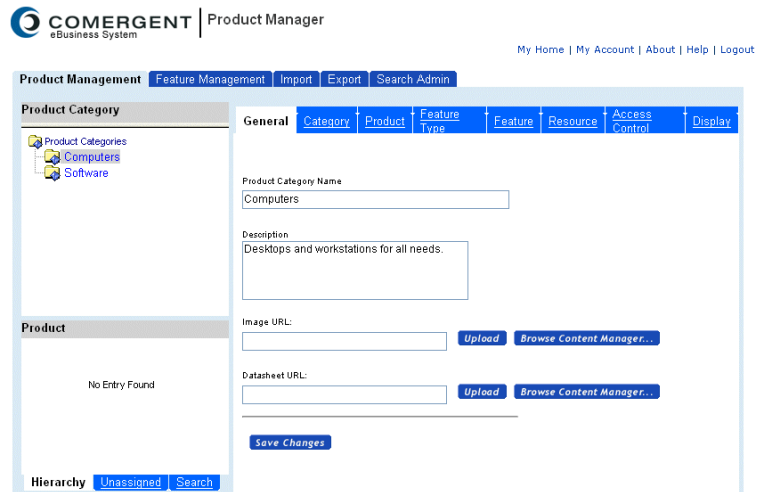 COMERGENT
eBusiness System
Product Manager
My Home | My Account | About | Help | Logout
Product Management Feature Management Import Export Search Admin
Product Category
Product Categories
Computers
Software
General Category Product Feature Type Feature Resource Access Control Display
Product Category Name
Computers
Description
Desktops and workstations for all needs.
Image URL:
Upload Browse Content Manager...
Datasheet URL:
Upload Browse Content Manager...
Save Changes
Product
No Entry Found
Hierarchy Unassigned Search